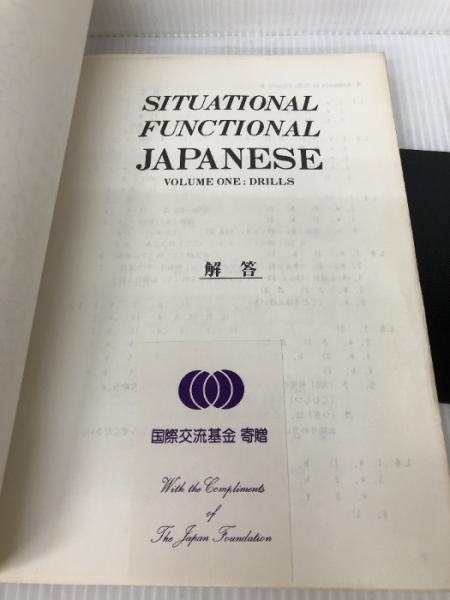 SITUATIONAL
FUNCTIONAL
JAPANESE
VOLUME ONE: DRILLS
解答
国際交流基金 寄贈
With the Compliments
of
The Japan Foundation